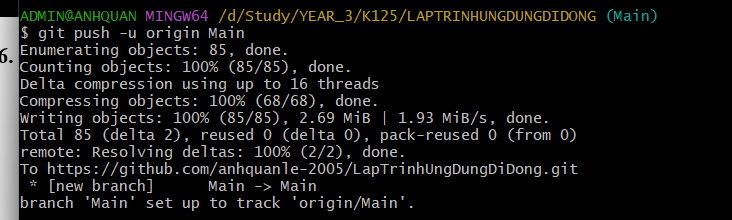 ADMIN@ANHQUAN MINGW64 /d/Study/YEAR_3/K125/LAPTRINHUNGDUNGDIDONG (Main)
$ git push -u origin Main
6.
Enumerating objects: 85, done.
Counting objects: 100% (85/85), done.
Delta compression using up to 16 threads
Compressing objects: 100% (68/68), done.
Writing objects: 100% (85/85), 2.69 MiB | 1.93 MiB/s, done.
Total 85 (delta 2), reused 0 (delta 0), pack-reused 0 (from 0)
remote: Resolving deltas: 100% (2/2), done.
To https://github.com/anhquanle-2005/LapTrinhUngDungDiDong.git
 * [new branch]      Main -> Main
branch 'Main' set up to track 'origin/Main'.